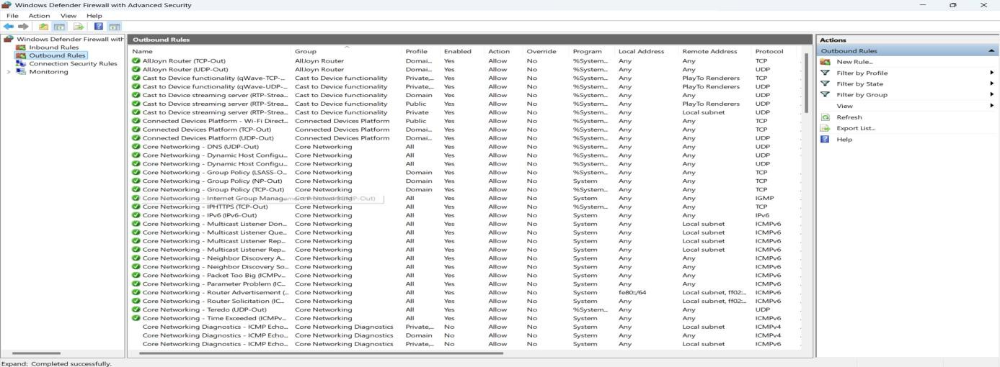 Windows Defender Firewall with Advanced Security
File Action View Help
Windows Defender Firewall with
Inbound Rules
Outbound Rules
Connection Security Rules
Monitoring
Outbound Rules
Name Group Profile Enabled Action Override Program Local Address Remote Address Protocol
AllJoyn Router (TCP-Out) AllJoyn Router Domai... Yes Allow No %System... Any Any TCP
AllJoyn Router (UDP-Out) AllJoyn Router Domai... Yes Allow No %System... Any Any UDP
Cast to Device functionality (qWave-TCP-... Cast to Device functionality Private,... Yes Allow No %System... Any PlayTo Renderers TCP
Cast to Device functionality (qWave-UDP-... Cast to Device functionality Private,... Yes Allow No %System... Any PlayTo Renderers UDP
Cast to Device streaming server (RTP-Strea... Cast to Device functionality Domain Yes Allow No %System... Any Any UDP
Cast to Device streaming server (RTP-Strea... Cast to Device functionality Public Yes Allow No %System... Any PlayTo Renderers UDP
Cast to Device streaming server (RTP-Strea... Cast to Device functionality Private Yes Allow No %System... Any Local subnet UDP
Connected Devices Platform - Wi-Fi Direct... Connected Devices Platform Public Yes Allow No %System... Any Any TCP
Connected Devices Platform (TCP-Out) Connected Devices Platform Domai... Yes Allow No %System... Any Any TCP
Connected Devices Platform (UDP-Out) Connected Devices Platform Domai... Yes Allow No %System... Any Any UDP
Core Networking - DNS (UDP-Out) Core Networking All Yes Allow No %System... Any Any UDP
Core Networking - Dynamic Host Configu... Core Networking All Yes Allow No %System... Any Any UDP
Core Networking - Dynamic Host Configu... Core Networking All Yes Allow No %System... Any Any UDP
Core Networking - Group Policy (LSASS-O... Core Networking Domain Yes Allow No %System... Any Any TCP
Core Networking - Group Policy (NP-Out) Core Networking Domain Yes Allow No System Any Any TCP
Core Networking - Group Policy (TCP-Out) Core Networking Domain Yes Allow No %System... Any Any TCP
Core Networking - Internet Group Manag... Core Networking All Yes Allow No System Any Any IGMP
Core Networking - IPHTTPS (TCP-Out) Core Networking All Yes Allow No %System... Any Any TCP
Core Networking - IPv6 (IPv6-Out) Core Networking All Yes Allow No System Any Any IPv6
Core Networking - Multicast Listener Don... Core Networking All Yes Allow No System Any Local subnet ICMPv6
Core Networking - Multicast Listener Que... Core Networking All Yes Allow No System Any Local subnet ICMPv6
Core Networking - Multicast Listener Rep... Core Networking All Yes Allow No System Any Local subnet ICMPv6
Core Networking - Multicast Listener Rep... Core Networking All Yes Allow No System Any Local subnet ICMPv6
Core Networking - Neighbor Discovery A... Core Networking All Yes Allow No System Any Any ICMPv6
Core Networking - Neighbor Discovery So... Core Networking All Yes Allow No System Any Any ICMPv6
Core Networking - Packet Too Big (ICMPv... Core Networking All Yes Allow No System Any Any ICMPv6
Core Networking - Parameter Problem (IC... Core Networking All Yes Allow No System Any Any ICMPv6
Core Networking - Router Advertisement (... Core Networking All Yes Allow No System fe80::/64 Local subnet, ff02:... ICMPv6
Core Networking - Router Solicitation (IC... Core Networking All Yes Allow No System Any Local subnet, ff02:... ICMPv6
Core Networking - Teredo (UDP-Out) Core Networking All Yes Allow No %System... Any Any UDP
Core Networking - Time Exceeded (ICMPv... Core Networking All Yes Allow No System Any Any ICMPv6
Core Networking Diagnostics - ICMP Echo... Core Networking Diagnostics Private,... No Allow No System Any Local subnet ICMPv4
Core Networking Diagnostics - ICMP Echo... Core Networking Diagnostics Domain No Allow No System Any Any ICMPv4
Core Networking Diagnostics - ICMP Echo... Core Networking Diagnostics Private,... No Allow No System Any Local subnet ICMPv6
Actions
Outbound Rules
New Rule...
Filter by Profile
Filter by State
Filter by Group
View
Refresh
Export List...
Help
Expand: Completed successfully.